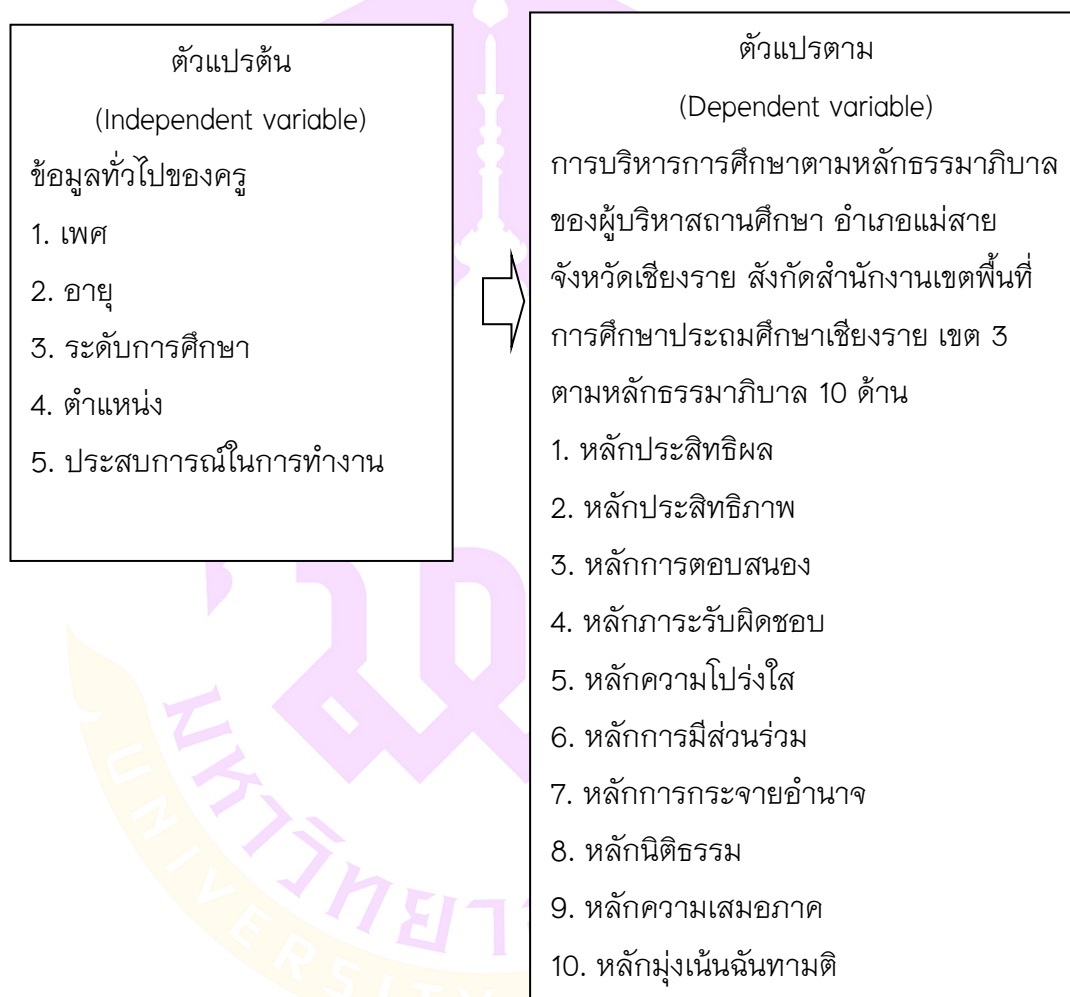 ตัวแปรต้น
(Independent variable)
ข้อมูลทั่วไปของครู
1. เพศ
2. อายุ
3. ระดับการศึกษา
4. ตำแหน่ง
5. ประสบการณ์ในการทำงาน
ตัวแปรตาม
(Dependent variable)
การบริหารการศึกษาตามหลักธรรมาภิบาล
ของผู้บริหาสถานศึกษา อำเภอแม่สาย
จังหวัดเชียงราย สังกัดสำนักงานเขตพื้นที่
การศึกษาประถมศึกษาเชียงราย เขต 3
ตามหลักธรรมาภิบาล 10 ด้าน
1. หลักประสิทธิผล
2. หลักประสิทธิภาพ
3. หลักการตอบสนอง
4. หลักภาระรับผิดชอบ
5. หลักความโปร่งใส
6. หลักการมีส่วนร่วม
7. หลักการกระจายอำนาจ
8. หลักนิติธรรม
9. หลักความเสมอภาค
10. หลักมุ่งเน้นฉันทามติ